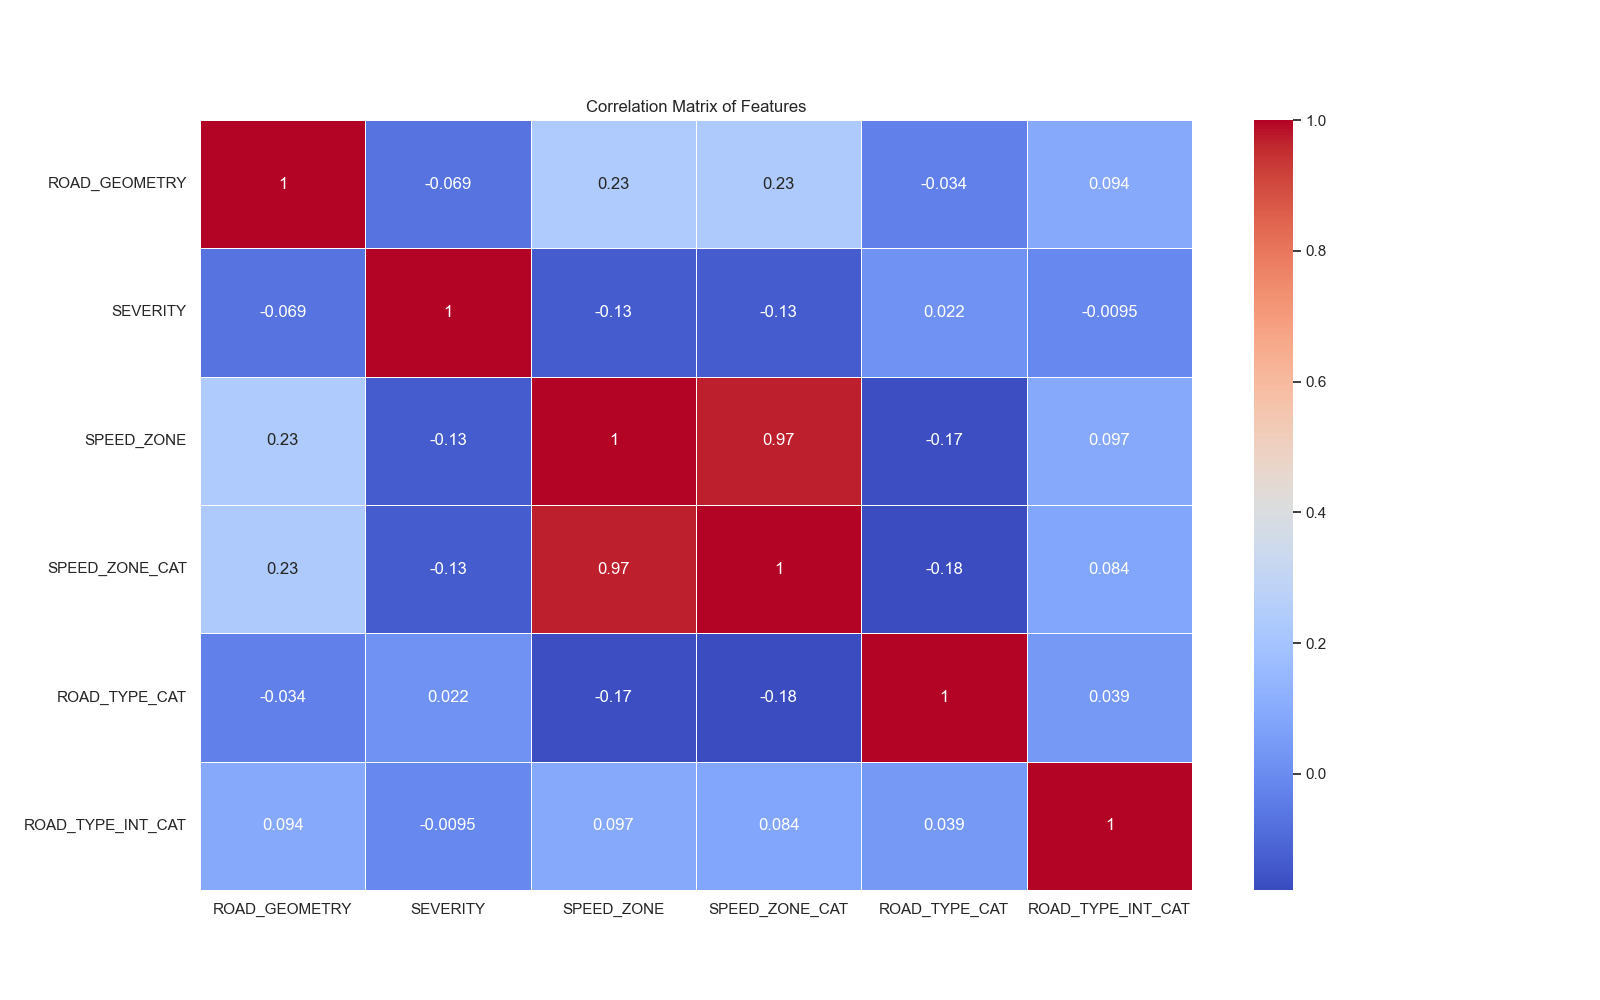 Correlation Matrix of Features
ROAD_GEOMETRY 1 -0.069 0.23 0.23 -0.034 0.094
SEVERITY -0.069 1 -0.13 -0.13 0.022 -0.0095
SPEED_ZONE 0.23 -0.13 1 0.97 -0.17 0.097
SPEED_ZONE_CAT 0.23 -0.13 0.97 1 -0.18 0.084
ROAD_TYPE_CAT -0.034 0.022 -0.17 -0.18 1 0.039
ROAD_TYPE_INT_CAT 0.094 -0.0095 0.097 0.084 0.039 1
ROAD_GEOMETRY SEVERITY SPEED_ZONE SPEED_ZONE_CAT ROAD_TYPE_CAT ROAD_TYPE_INT_CAT
1.0
0.8
0.6
0.4
0.2
0.0